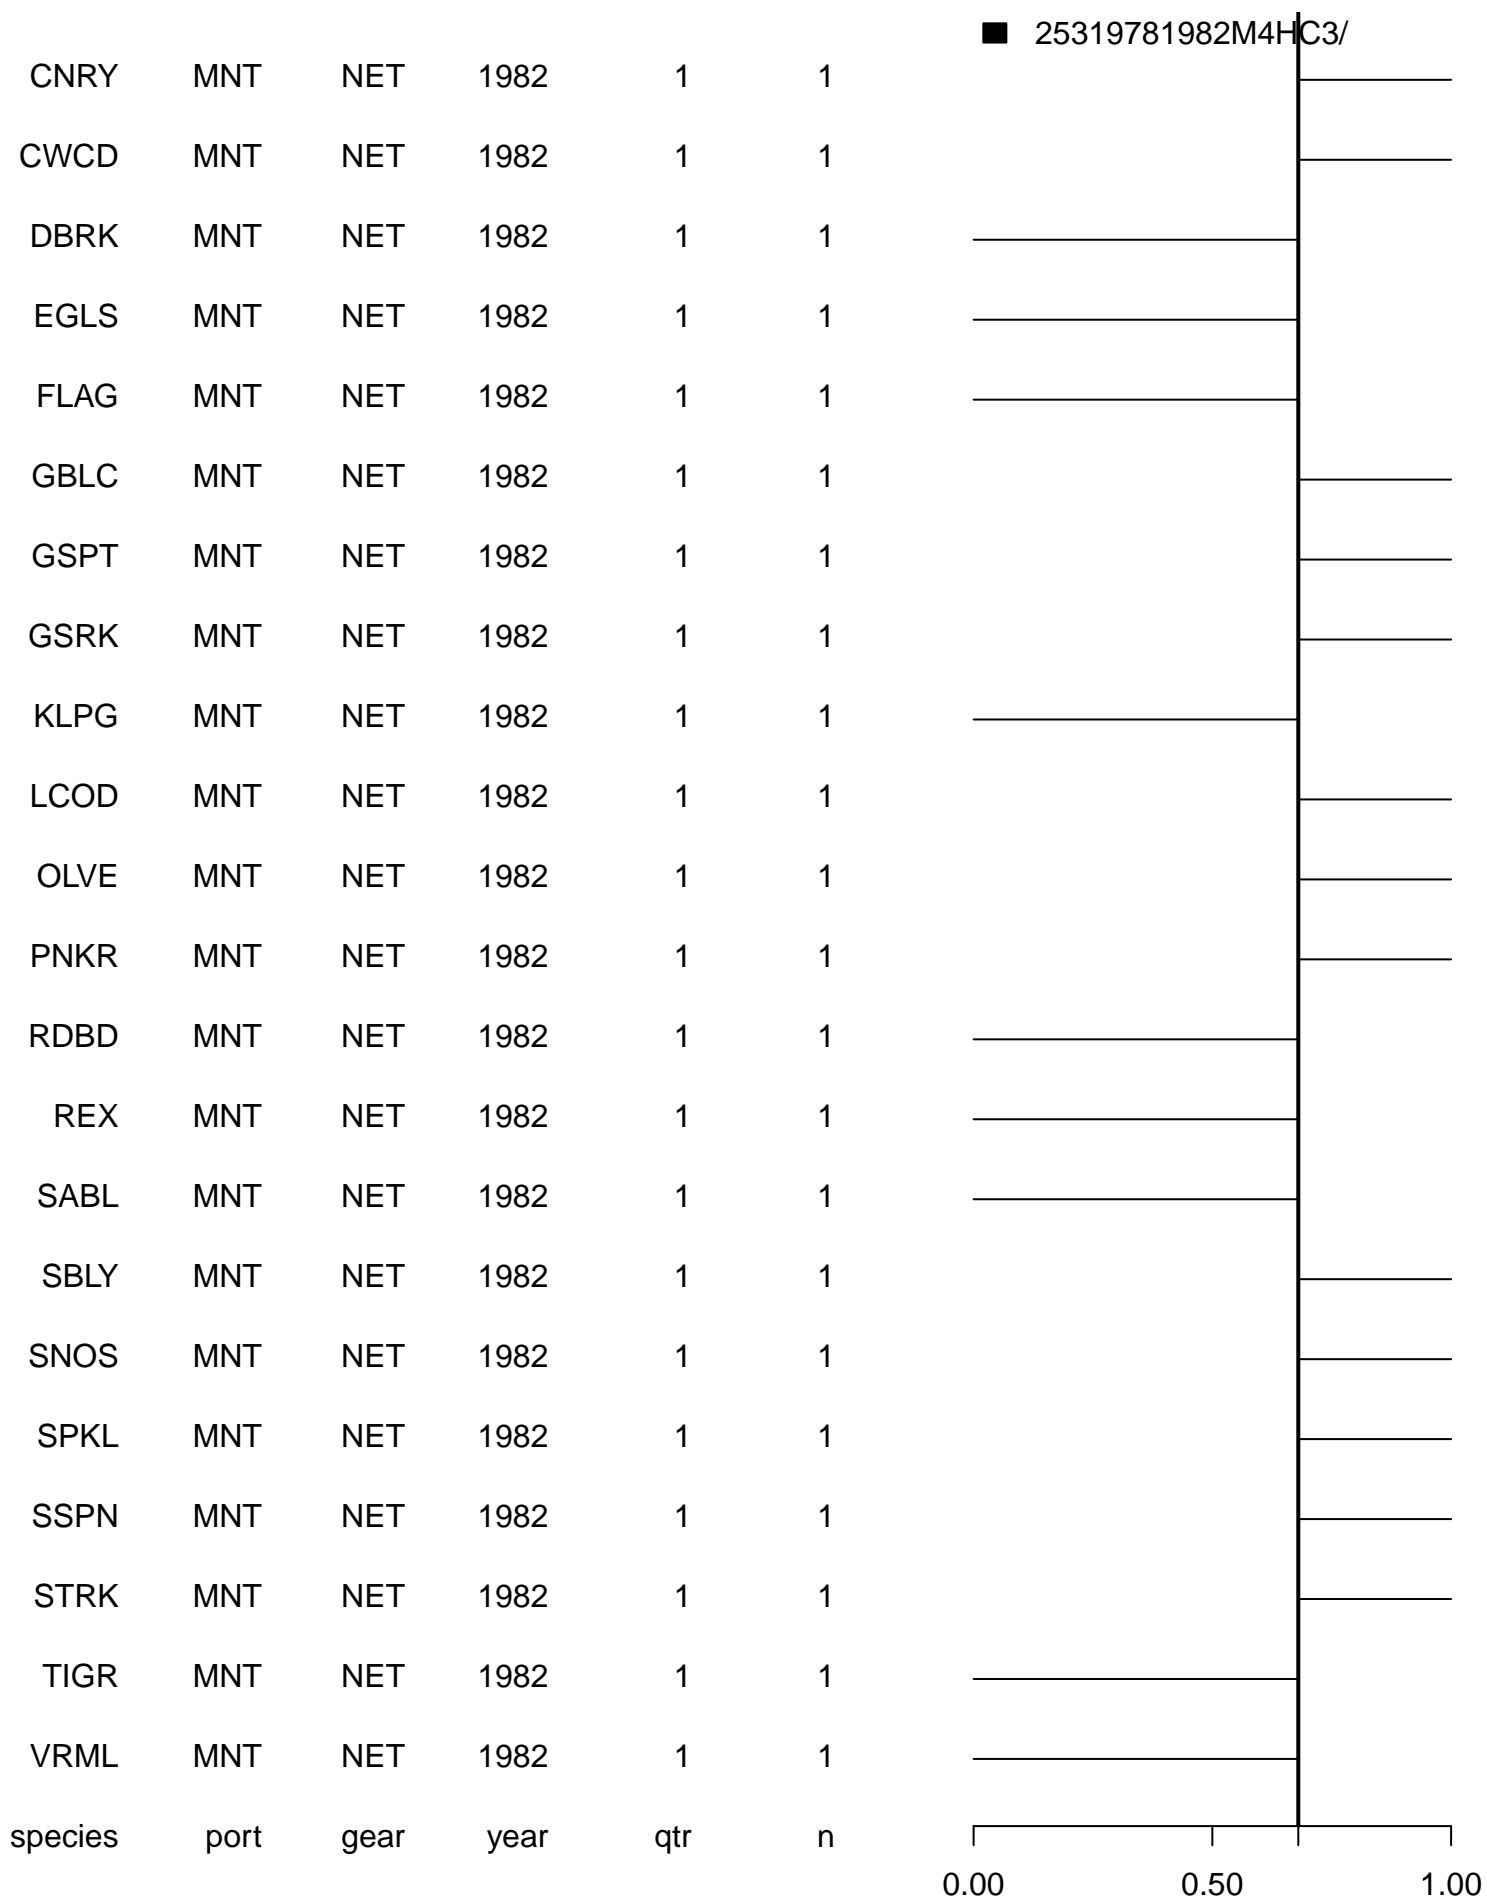 25319781982M4HC3/
CNRY MNT NET 1982 1 1
CWCD MNT NET 1982 1 1
DBRK MNT NET 1982 1 1
EGLS MNT NET 1982 1 1
FLAG MNT NET 1982 1 1
GBLC MNT NET 1982 1 1
GSPT MNT NET 1982 1 1
GSRK MNT NET 1982 1 1
KLPG MNT NET 1982 1 1
LCOD MNT NET 1982 1 1
OLVE MNT NET 1982 1 1
PNKR MNT NET 1982 1 1
RDBD MNT NET 1982 1 1
REX MNT NET 1982 1 1
SABL MNT NET 1982 1 1
SBLY MNT NET 1982 1 1
SNOS MNT NET 1982 1 1
SPKL MNT NET 1982 1 1
SSPN MNT NET 1982 1 1
STRK MNT NET 1982 1 1
TIGR MNT NET 1982 1 1
VRML MNT NET 1982 1 1
species port gear year qtr n
0.00 0.50 1.00